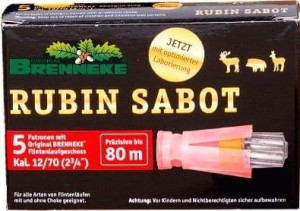 BRENNEKE
JETZT
mit optimierter
Laborierung
RUBIN SABOT
5 Patronen mit
Original BRENNEKE®
Flintenlaufgeschoss
Kal. 12/70 (2¾")
Präzision bis
80 m
Für alle Arten von Flintenläufen
mit und ohne Choke geeignet.
Achtung: Vor Kindern und Nichtberechtigten sicher aufbewahren